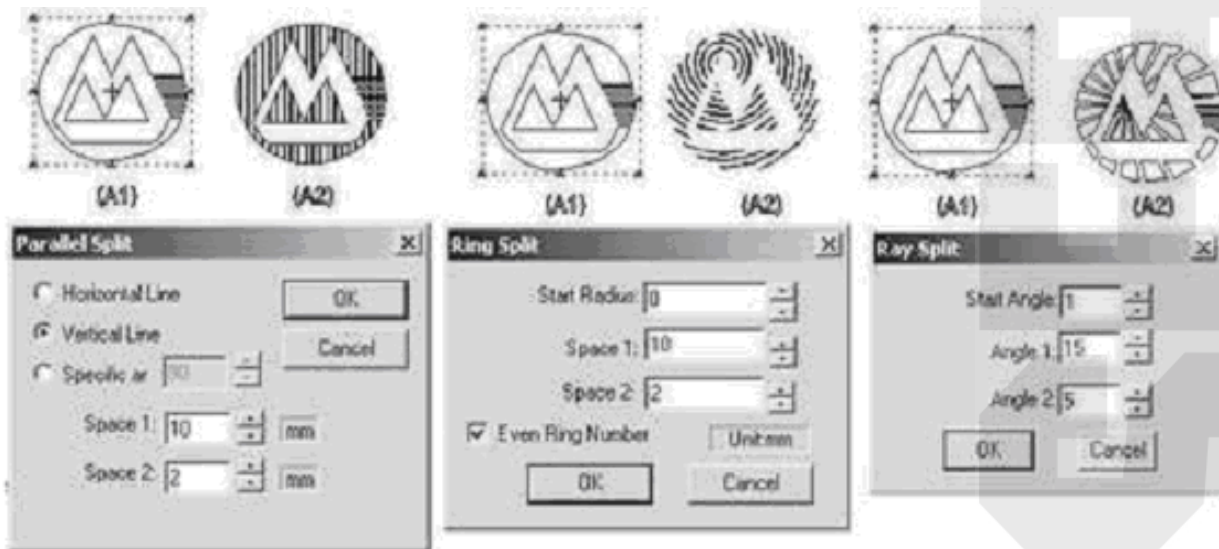 (A1) (A2)
Parallel Split
Horizontal Line
OK
Vertical Line
Cancel
Specific ar 90
Space 1: 10 mm
Space 2: 2 mm
(A1) (A2)
Ring Split
Start Radius: 0
Space 1: 10
Space 2: 2
Even Ring Number Unit:mm
OK Cancel
(A1) (A2)
Ray Split
Start Angle: 1
Angle 1: 15
Angle 2: 5
OK Cancel